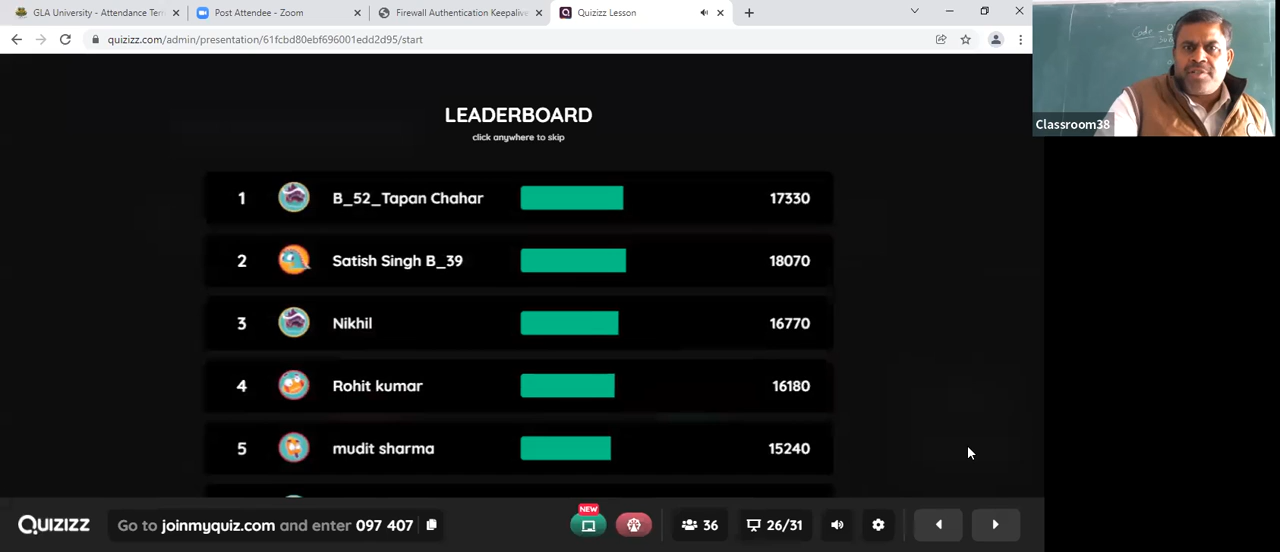 GLA University - Attendance Ter
Post Attendee - Zoom
Firewall Authentication Keepalive
Quizizz Lesson
quizizz.com/admin/presentation/61fcbd80ebf696001edd2d95/start
Classroom38
LEADERBOARD
click anywhere to skip
1 B_52_Tapan Chahar 17330
2 Satish Singh B_39 18070
3 Nikhil 16770
4 Rohit kumar 16180
5 mudit sharma 15240
NEW
Quizizz Go to joinmyquiz.com and enter 097 407 36 26/31